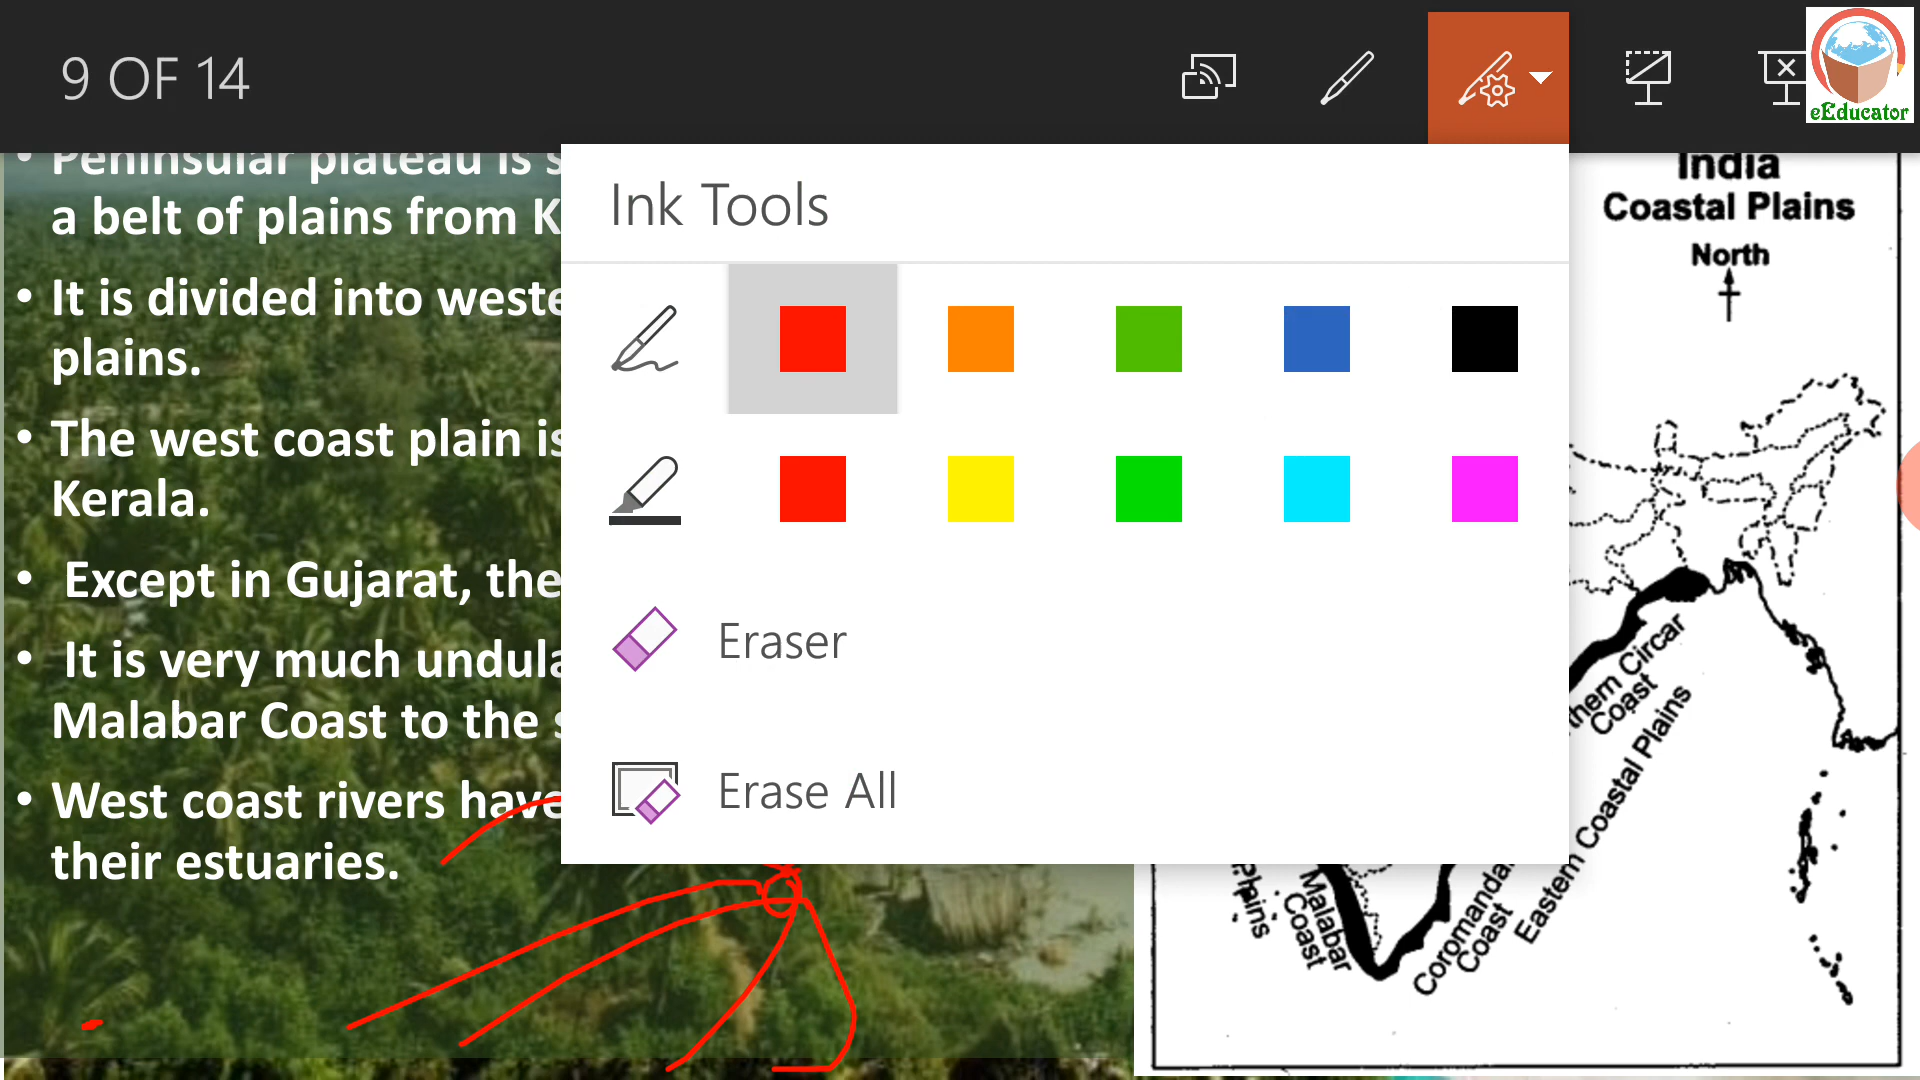 9 OF 14
eEducator
Peninsular plateau is s
a belt of plains from K
It is divided into weste
plains.
The west coast plain is
Kerala.
Except in Gujarat, the
It is very much undula
Malabar Coast to the s
West coast rivers have
their estuaries.
Ink Tools
Eraser
Erase All
India
Coastal Plains
North
thern Circar
Coast
Eastern Coastal Plains
Plains
Malabar
Coast
Coromandal
Coast